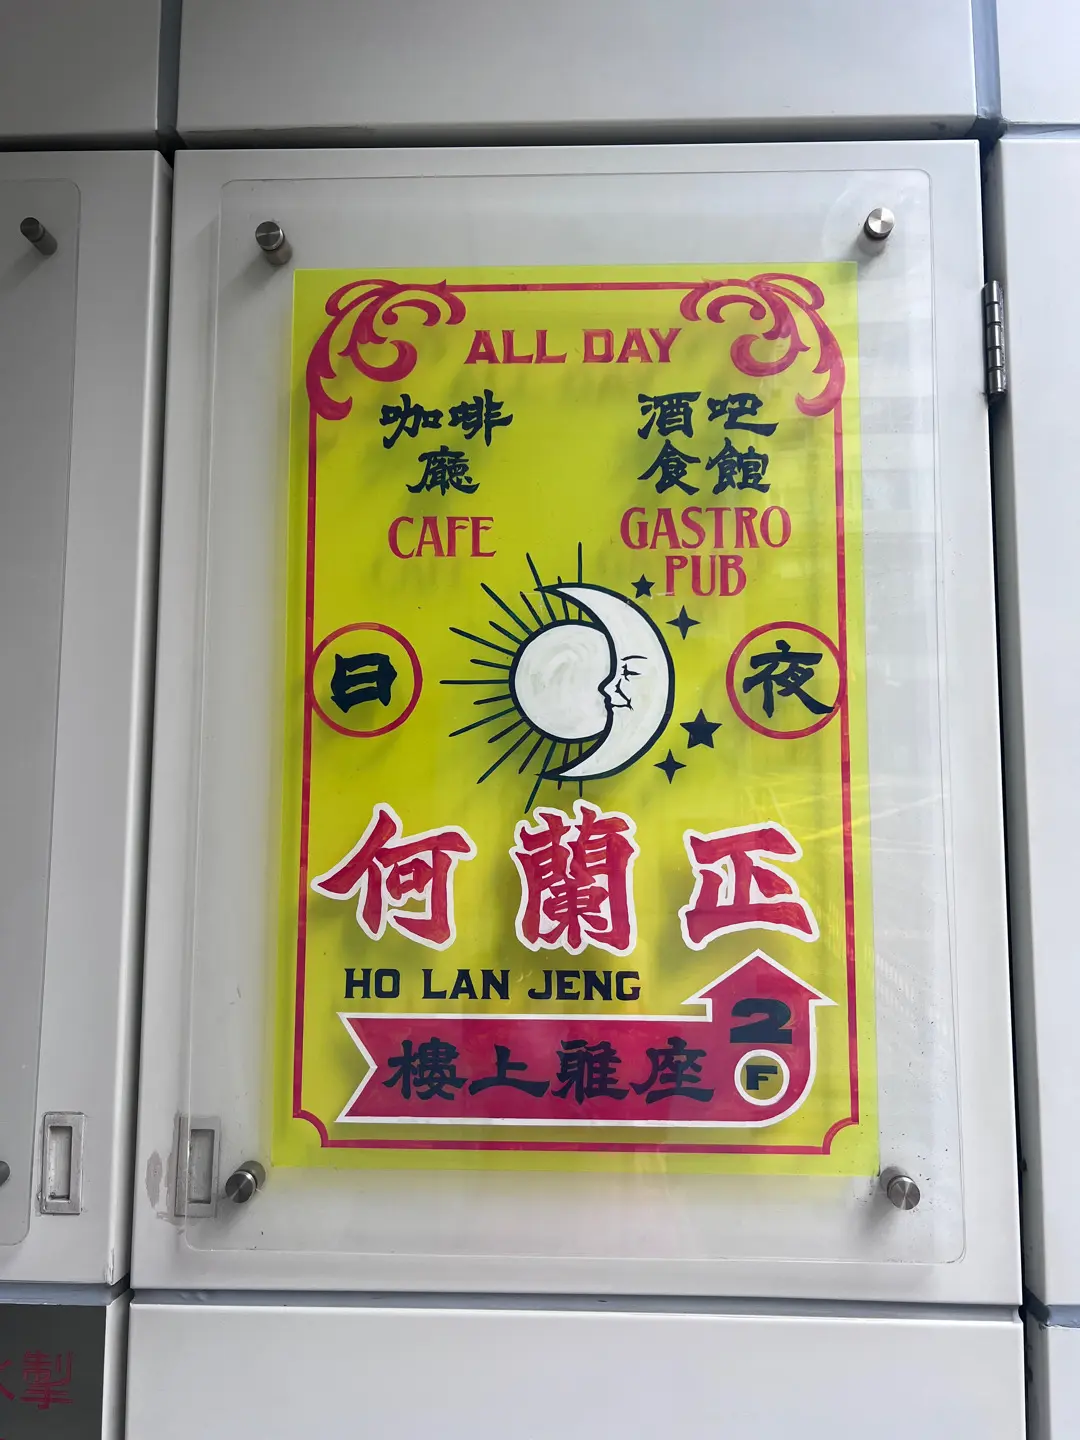 ALL DAY
咖啡
廳
CAFE
酒吧
食館
GASTRO
PUB
日
夜
何蘭正
HO LAN JENG
樓上雅座
2
F
掣